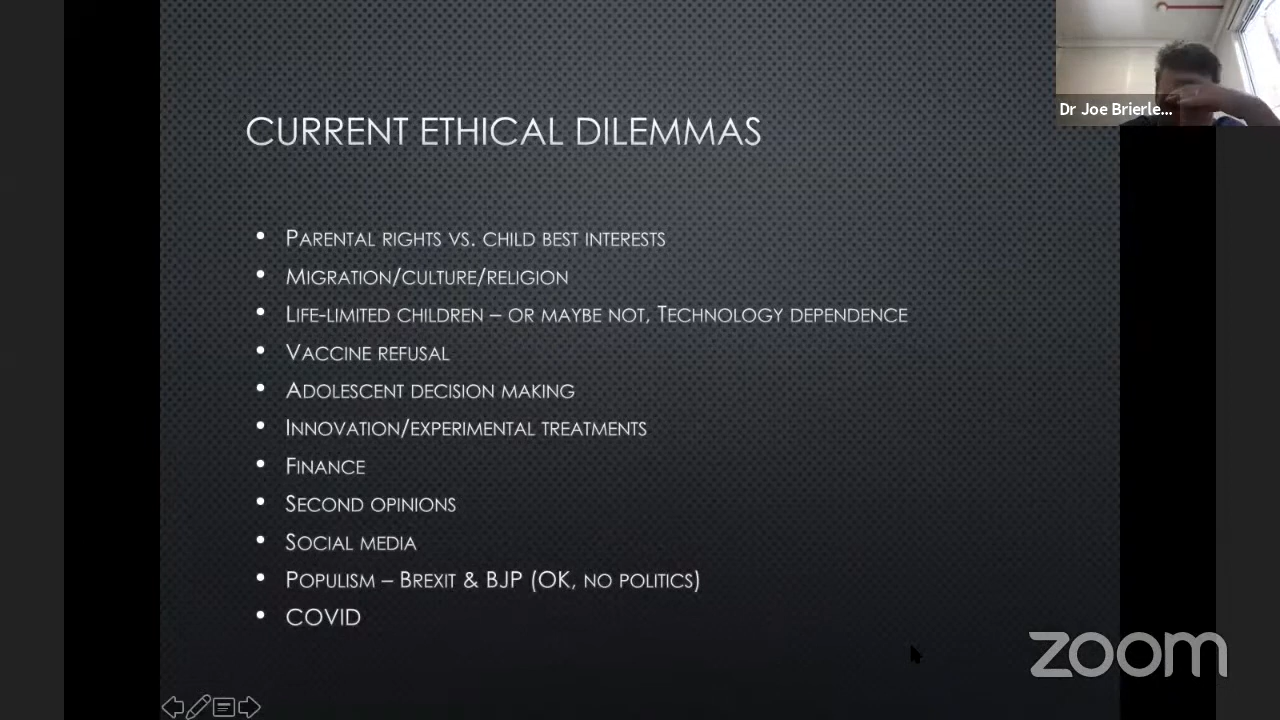 CURRENT ETHICAL DILEMMAS
Dr Joe Brierle...
• PARENTAL RIGHTS VS. CHILD BEST INTERESTS
• MIGRATION/CULTURE/RELIGION
• LIFE-LIMITED CHILDREN – OR MAYBE NOT, TECHNOLOGY DEPENDENCE
• VACCINE REFUSAL
• ADOLESCENT DECISION MAKING
• INNOVATION/EXPERIMENTAL TREATMENTS
• FINANCE
• SECOND OPINIONS
• SOCIAL MEDIA
• POPULISM – BREXIT & BJP (OK, NO POLITICS)
• COVID
zoom